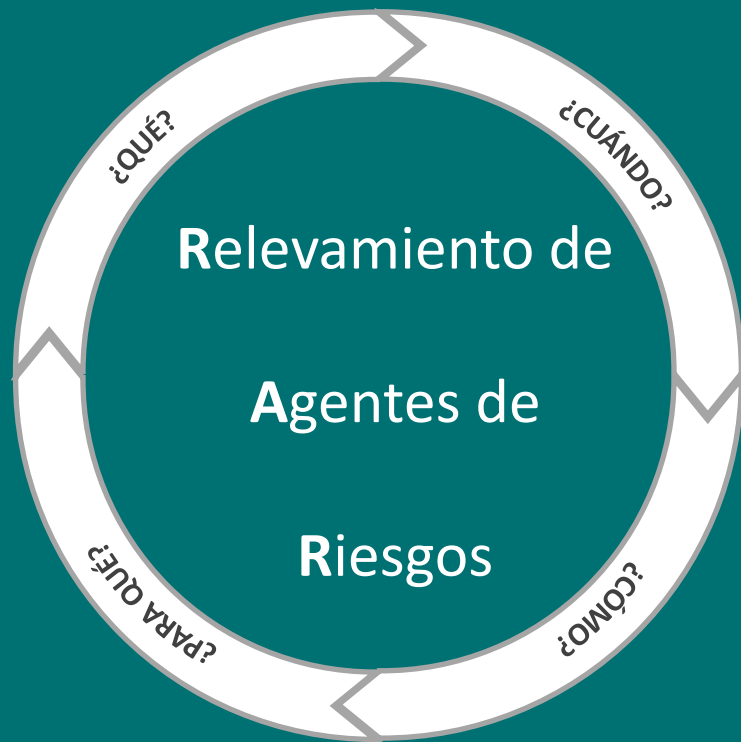 ¿QUÉ?
¿CUÁNDO?
Relevamiento de
Agentes de
Riesgos
¿PARA QUÉ?
¿CÓMO?